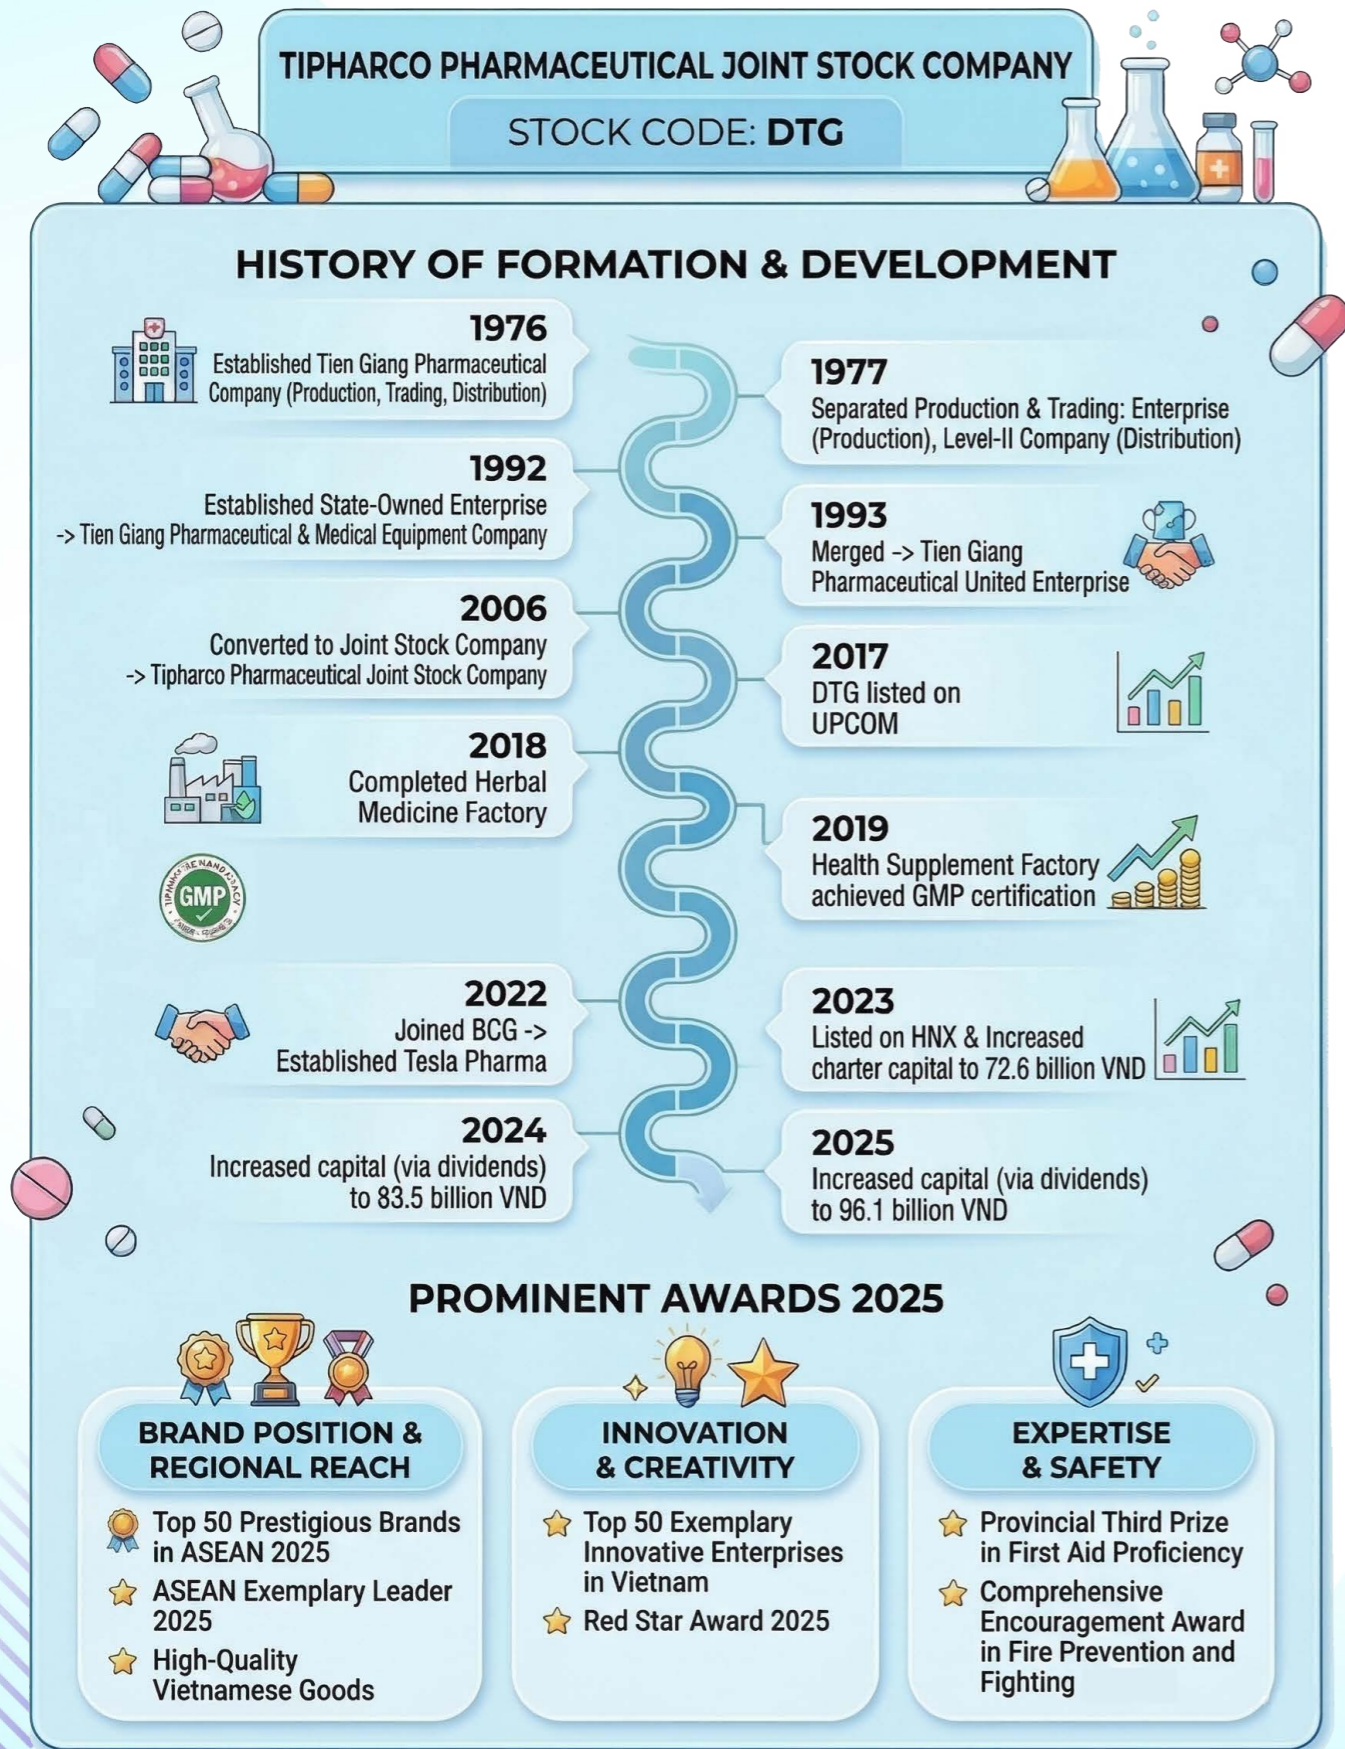 TIPHARCO PHARMACEUTICAL JOINT STOCK COMPANY
STOCK CODE: DTG
HISTORY OF FORMATION & DEVELOPMENT
1976
Established Tien Giang Pharmaceutical
Company (Production, Trading, Distribution)
1977
Separated Production & Trading: Enterprise
(Production), Level-II Company (Distribution)
1992
Established State-Owned Enterprise
-> Tien Giang Pharmaceutical & Medical Equipment Company
1993
Merged -> Tien Giang
Pharmaceutical United Enterprise
2006
Converted to Joint Stock Company
-> Tipharco Pharmaceutical Joint Stock Company
2017
DTG listed on
UPCOM
2018
Completed Herbal
Medicine Factory
2019
Health Supplement Factory
achieved GMP certification
GMP
2022
Joined BCG ->
Established Tesla Pharma
2023
Listed on HNX & Increased
charter capital to 72.6 billion VND
2024
Increased capital (via dividends)
to 83.5 billion VND
2025
Increased capital (via dividends)
to 96.1 billion VND
PROMINENT AWARDS 2025
BRAND POSITION &
REGIONAL REACH
Top 50 Prestigious Brands
in ASEAN 2025
ASEAN Exemplary Leader
2025
High-Quality
Vietnamese Goods
INNOVATION
& CREATIVITY
Top 50 Exemplary
Innovative Enterprises
in Vietnam
Red Star Award 2025
EXPERTISE
& SAFETY
Provincial Third Prize
in First Aid Proficiency
Comprehensive
Encouragement Award
in Fire Prevention and
Fighting